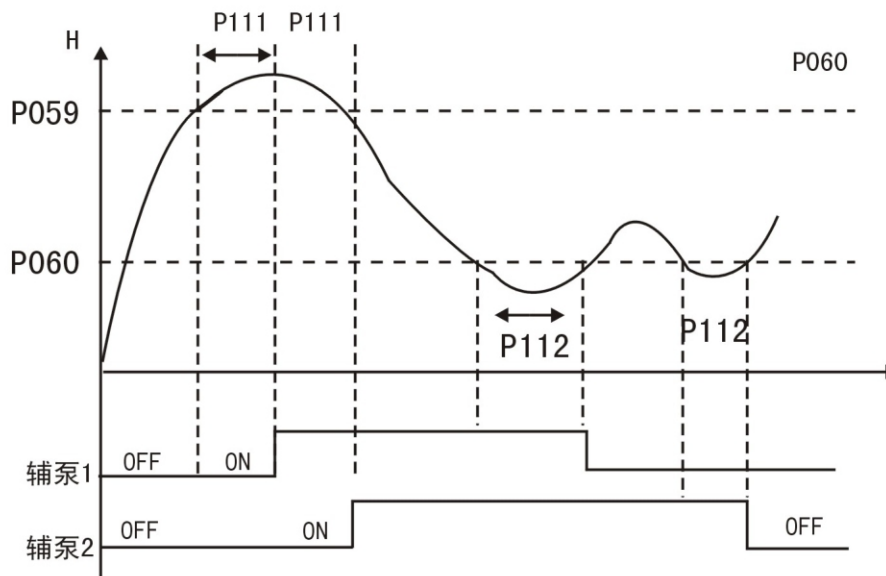 P111 P111
H
P060
P059
P060
P112
P112
OFF ON
辅泵1
OFF ON OFF
辅泵2